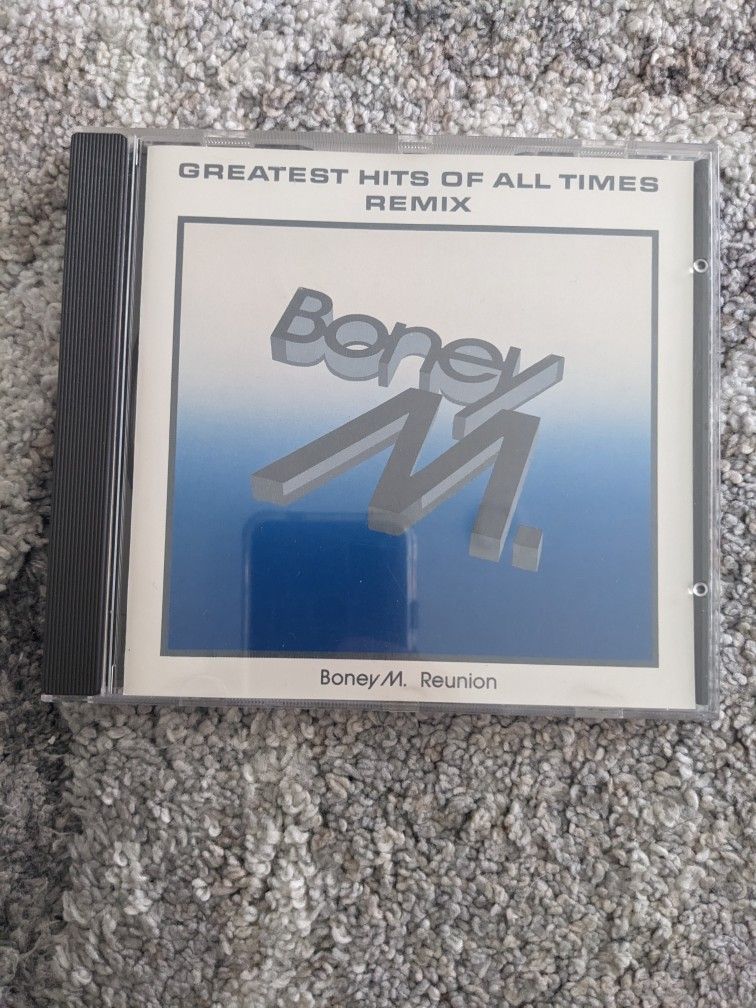 GREATEST HITS OF ALL TIMES
REMIX
Boney
M.
Boney M. Reunion